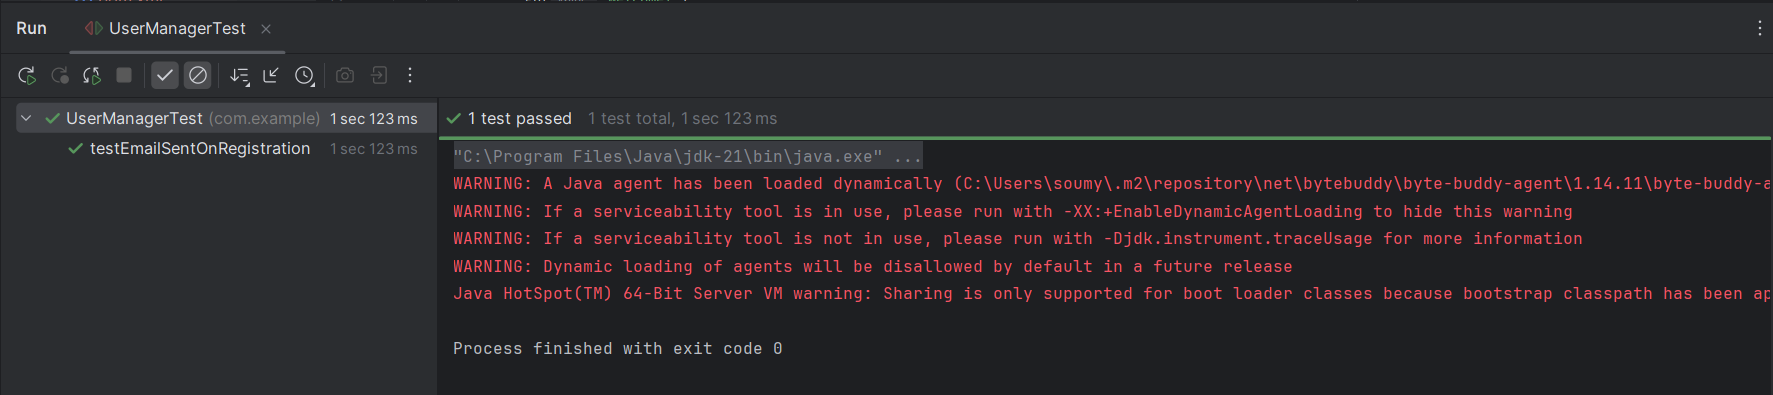 Run UserManagerTest
UserManagerTest (com.example) 1 sec 123 ms
testEmailSentOnRegistration 1 sec 123 ms
1 test passed 1 test total, 1 sec 123 ms
"C:\Program Files\Java\jdk-21\bin\java.exe" ...
WARNING: A Java agent has been loaded dynamically (C:\Users\soumy\.m2\repository\net\bytebuddy\byte-buddy-agent\1.14.11\byte-buddy-a
WARNING: If a serviceability tool is in use, please run with -XX:+EnableDynamicAgentLoading to hide this warning
WARNING: If a serviceability tool is not in use, please run with -Djdk.instrument.traceUsage for more information
WARNING: Dynamic loading of agents will be disallowed by default in a future release
Java HotSpot(TM) 64-Bit Server VM warning: Sharing is only supported for boot loader classes because bootstrap classpath has been ap
Process finished with exit code 0